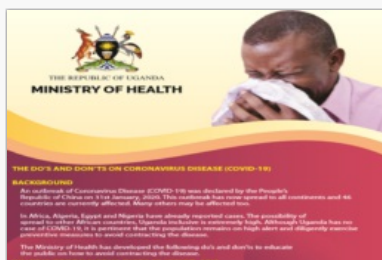 THE REPUBLIC OF UGANDA
MINISTRY OF HEALTH
THE DO'S AND DON'TS ON CORONAVIRUS DISEASE (COVID-19)
BACKGROUND
An outbreak of Coronavirus Disease (COVID-19) was declared by the People's
Republic of China on 31st January, 2020. This outbreak has now spread to all continents and 46
countries are currently affected. Many others may be affected too.
In Africa, Algeria, Egypt and Nigeria have already reported cases. The possibility of
spread to other African countries, Uganda inclusive is extremely high. Although Uganda has no
case of COVID-19, it is pertinent that the population remains on high alert and diligently exercise
preventive measures to avoid contracting the disease.
The Ministry of Health has developed the following do's and don'ts to educate
the public on how to avoid contracting the disease.